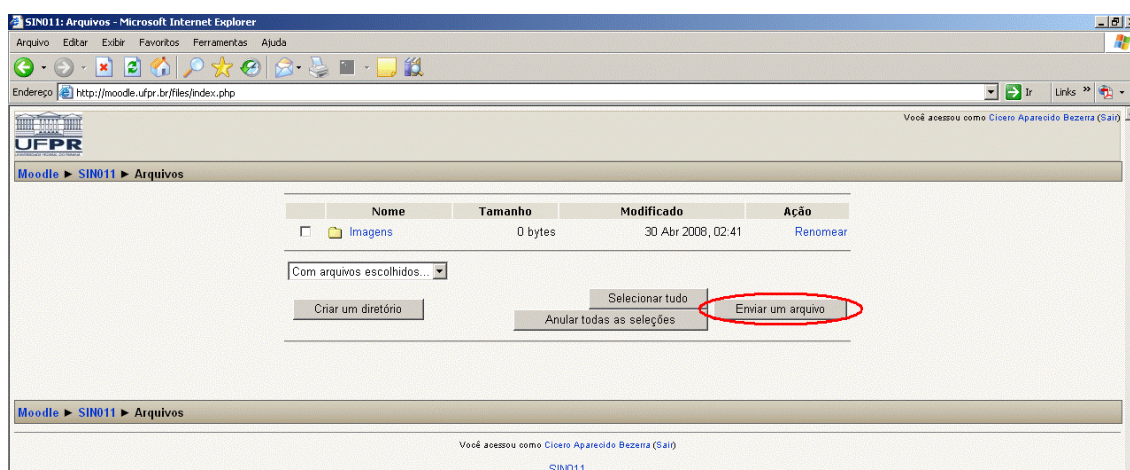 SIN011: Arquivos - Microsoft Internet Explorer
Arquivo Editar Exibir Favoritos Ferramentas Ajuda
Endereço http://moodle.ufpr.br/files/index.php Ir Links »
Você acessou como Cicero Aparecido Bezerra (Sair)
UFPR
Moodle ► SIN011 ► Arquivos
Nome Tamanho Modificado Ação
Imagens 0 bytes 30 Abr 2008, 02:41 Renomear
Com arquivos escolhidos...
Selecionar tudo
Criar um diretório Enviar um arquivo
Anular todas as seleções
Moodle ► SIN011 ► Arquivos
Você acessou como Cicero Aparecido Bezerra (Sair)
SIN011